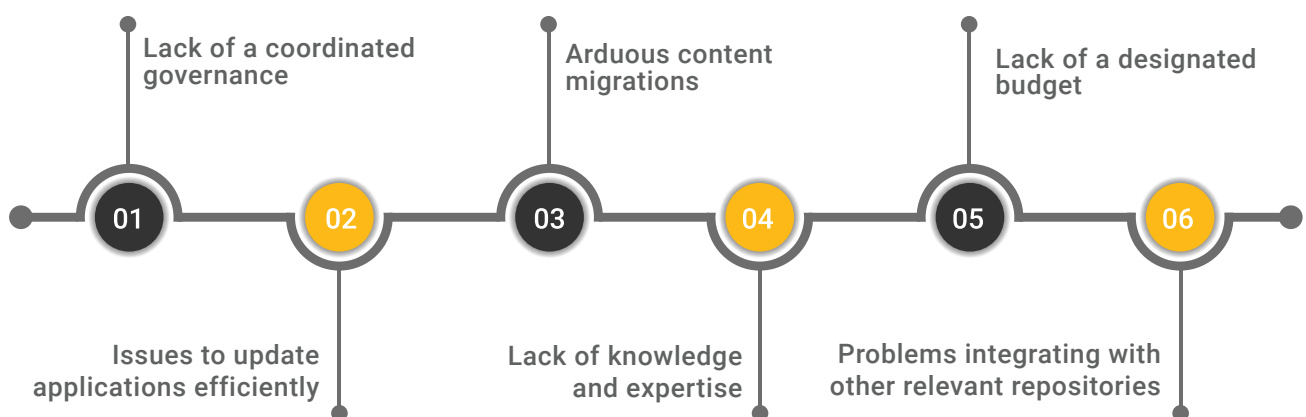 Lack of a coordinated
governance
Arduous content
migrations
Lack of a designated
budget
01
02
03
04
05
06
Issues to update
applications efficiently
Lack of knowledge
and expertise
Problems integrating with
other relevant repositories